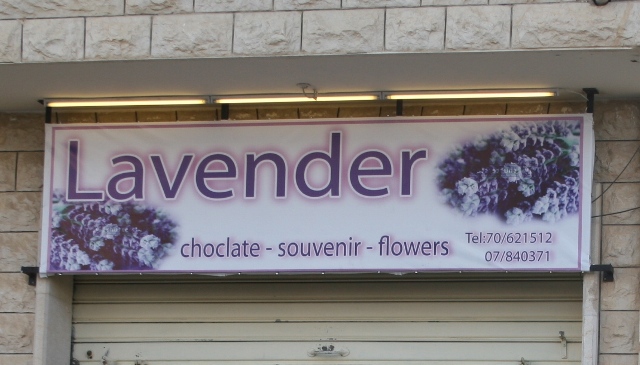 Lavender
choclate - souvenir - flowers
Tel:70/621512
07/840371